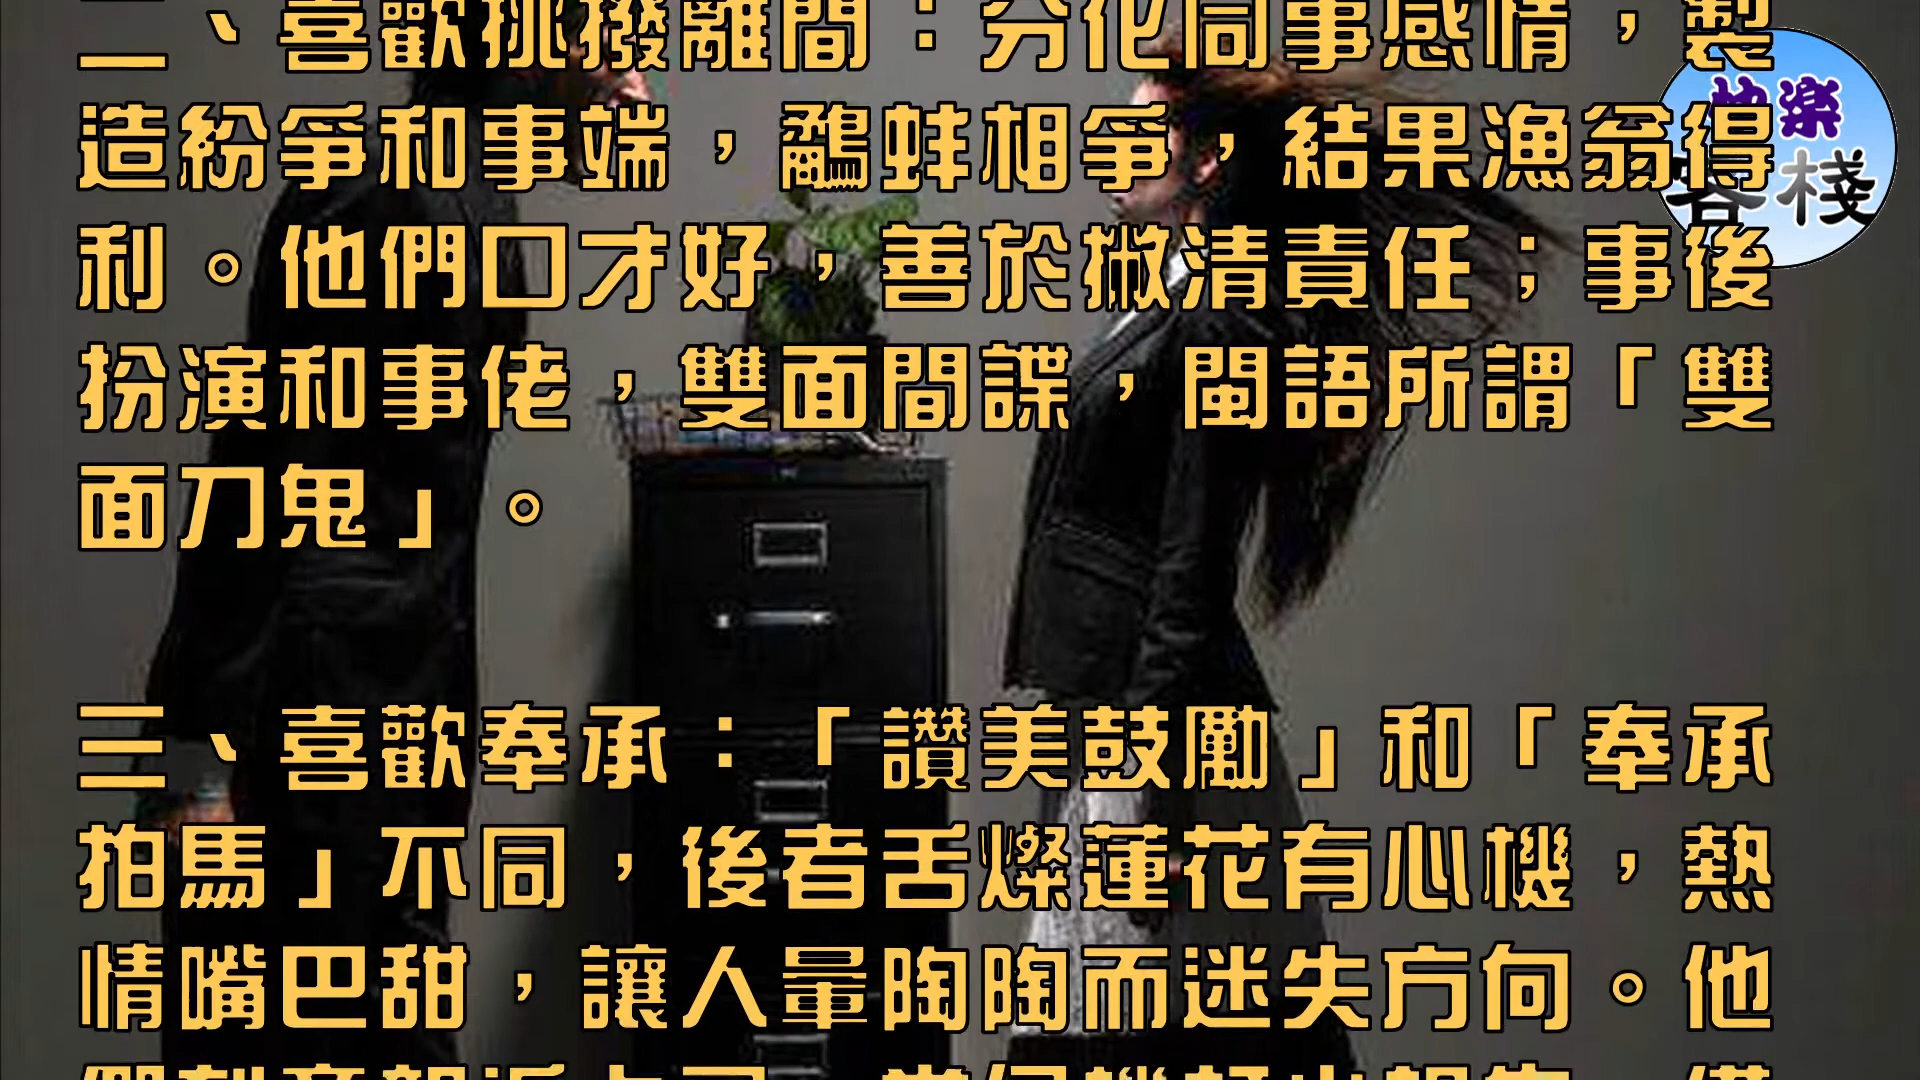 二、喜歡挑撥離間：分化同事感情，製
造紛爭和事端，鷸蚌相爭，結果漁翁得
利。他們口才好，善於撇清責任；事後
扮演和事佬，雙面間諜，閩語所謂「雙
面刀鬼」。
三、喜歡奉承：「讚美鼓勵」和「奉承
拍馬」不同，後者舌燦蓮花有心機，熱
情嘴巴甜，讓人暈陶陶而迷失方向。他
快樂
客棧